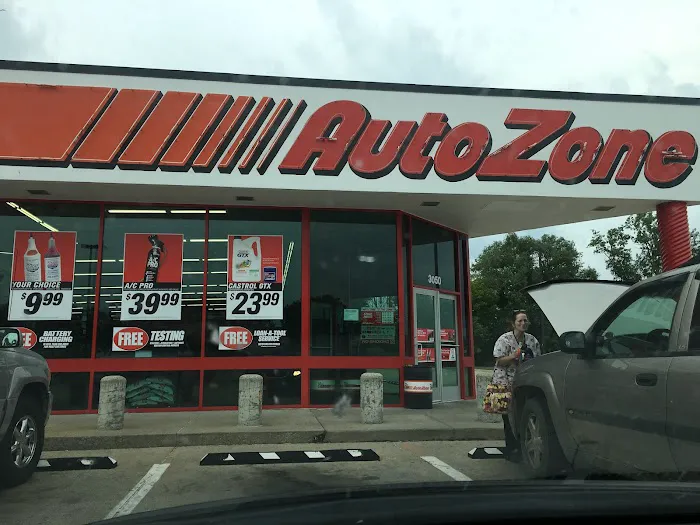 AutoZone
YOUR CHOICE
$9.99
A/C PRO
$39.99
CASTROL GTX
$23.99
3050
FREE
BATTERY
CHARGING
FREE TESTING
FREE
LOAN-A-TOOL
SERVICE
AutoZone